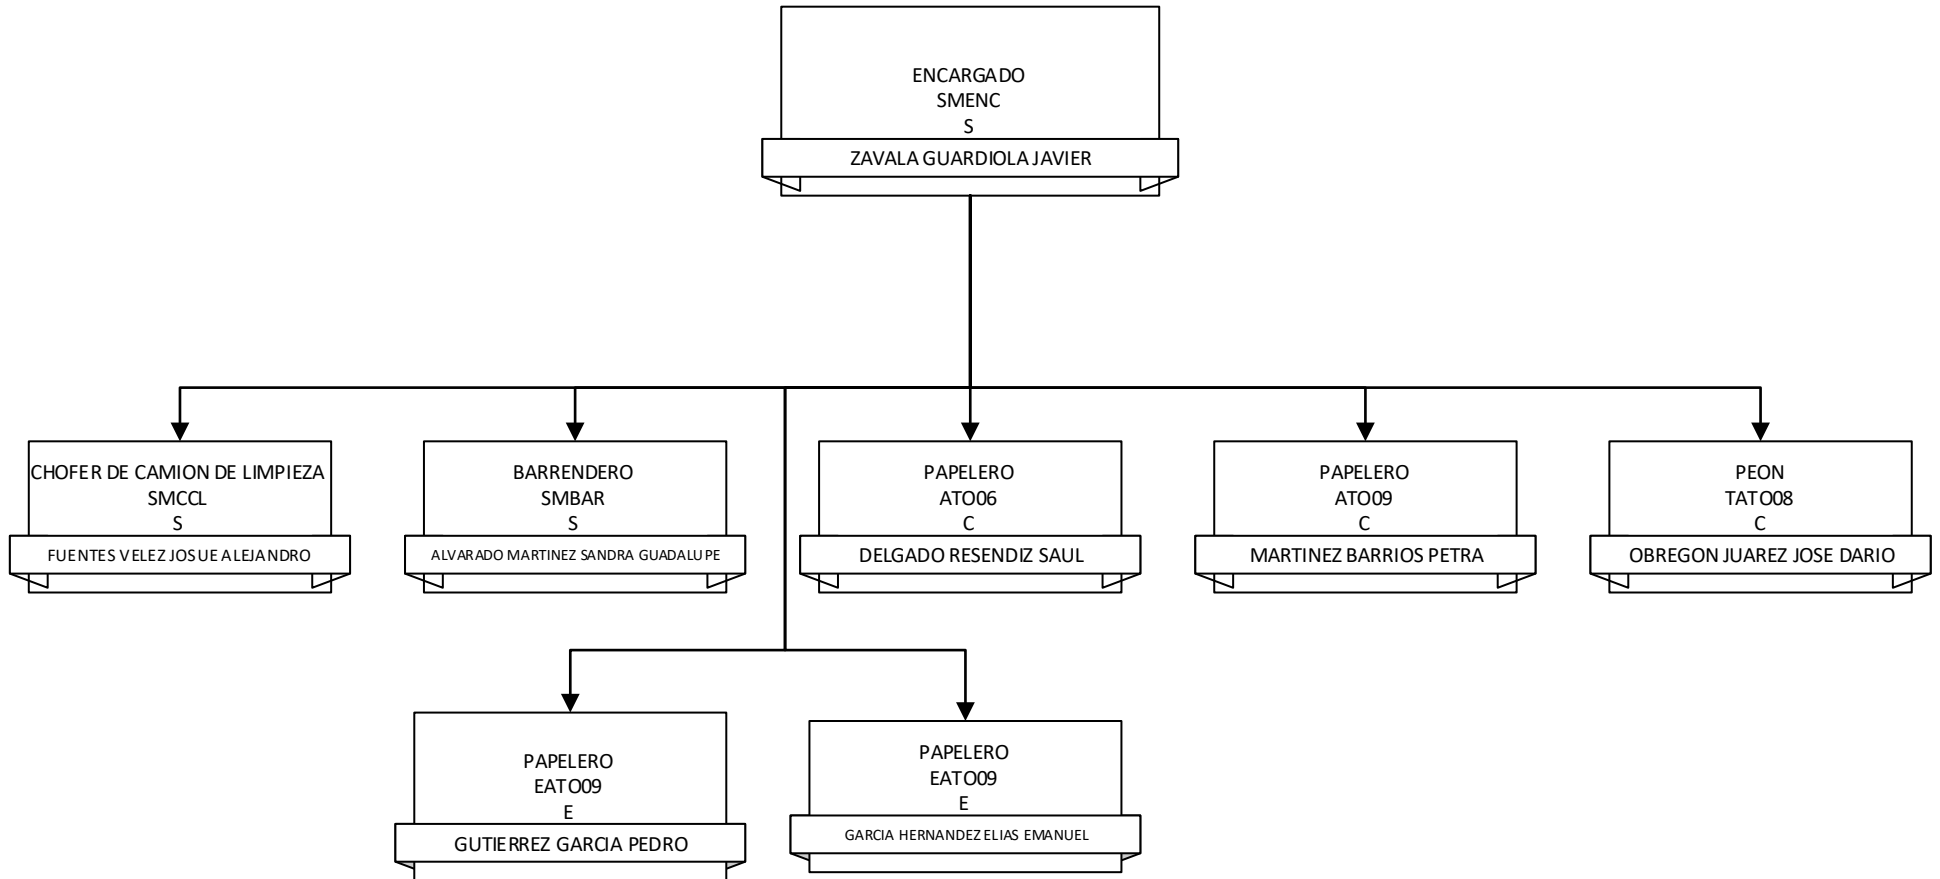 ENCARGADO
SMENC
S
ZAVALA GUARDIOLA JAVIER
CHOFER DE CAMION DE LIMPIEZA
SMCCL
S
FUENTES VELEZ JOSUE ALEJANDRO
BARRENDERO
SMBAR
S
ALVARADO MARTINEZ SANDRA GUADALUPE
PAPELERO
ATO06
C
DELGADO RESENDIZ SAUL
PAPELERO
ATO09
C
MARTINEZ BARRIOS PETRA
PEON
TATO08
C
OBREGON JUAREZ JOSE DARIO
PAPELERO
EATO09
E
GUTIERREZ GARCIA PEDRO
PAPELERO
EATO09
E
GARCIA HERNANDEZ ELIAS EMANUEL